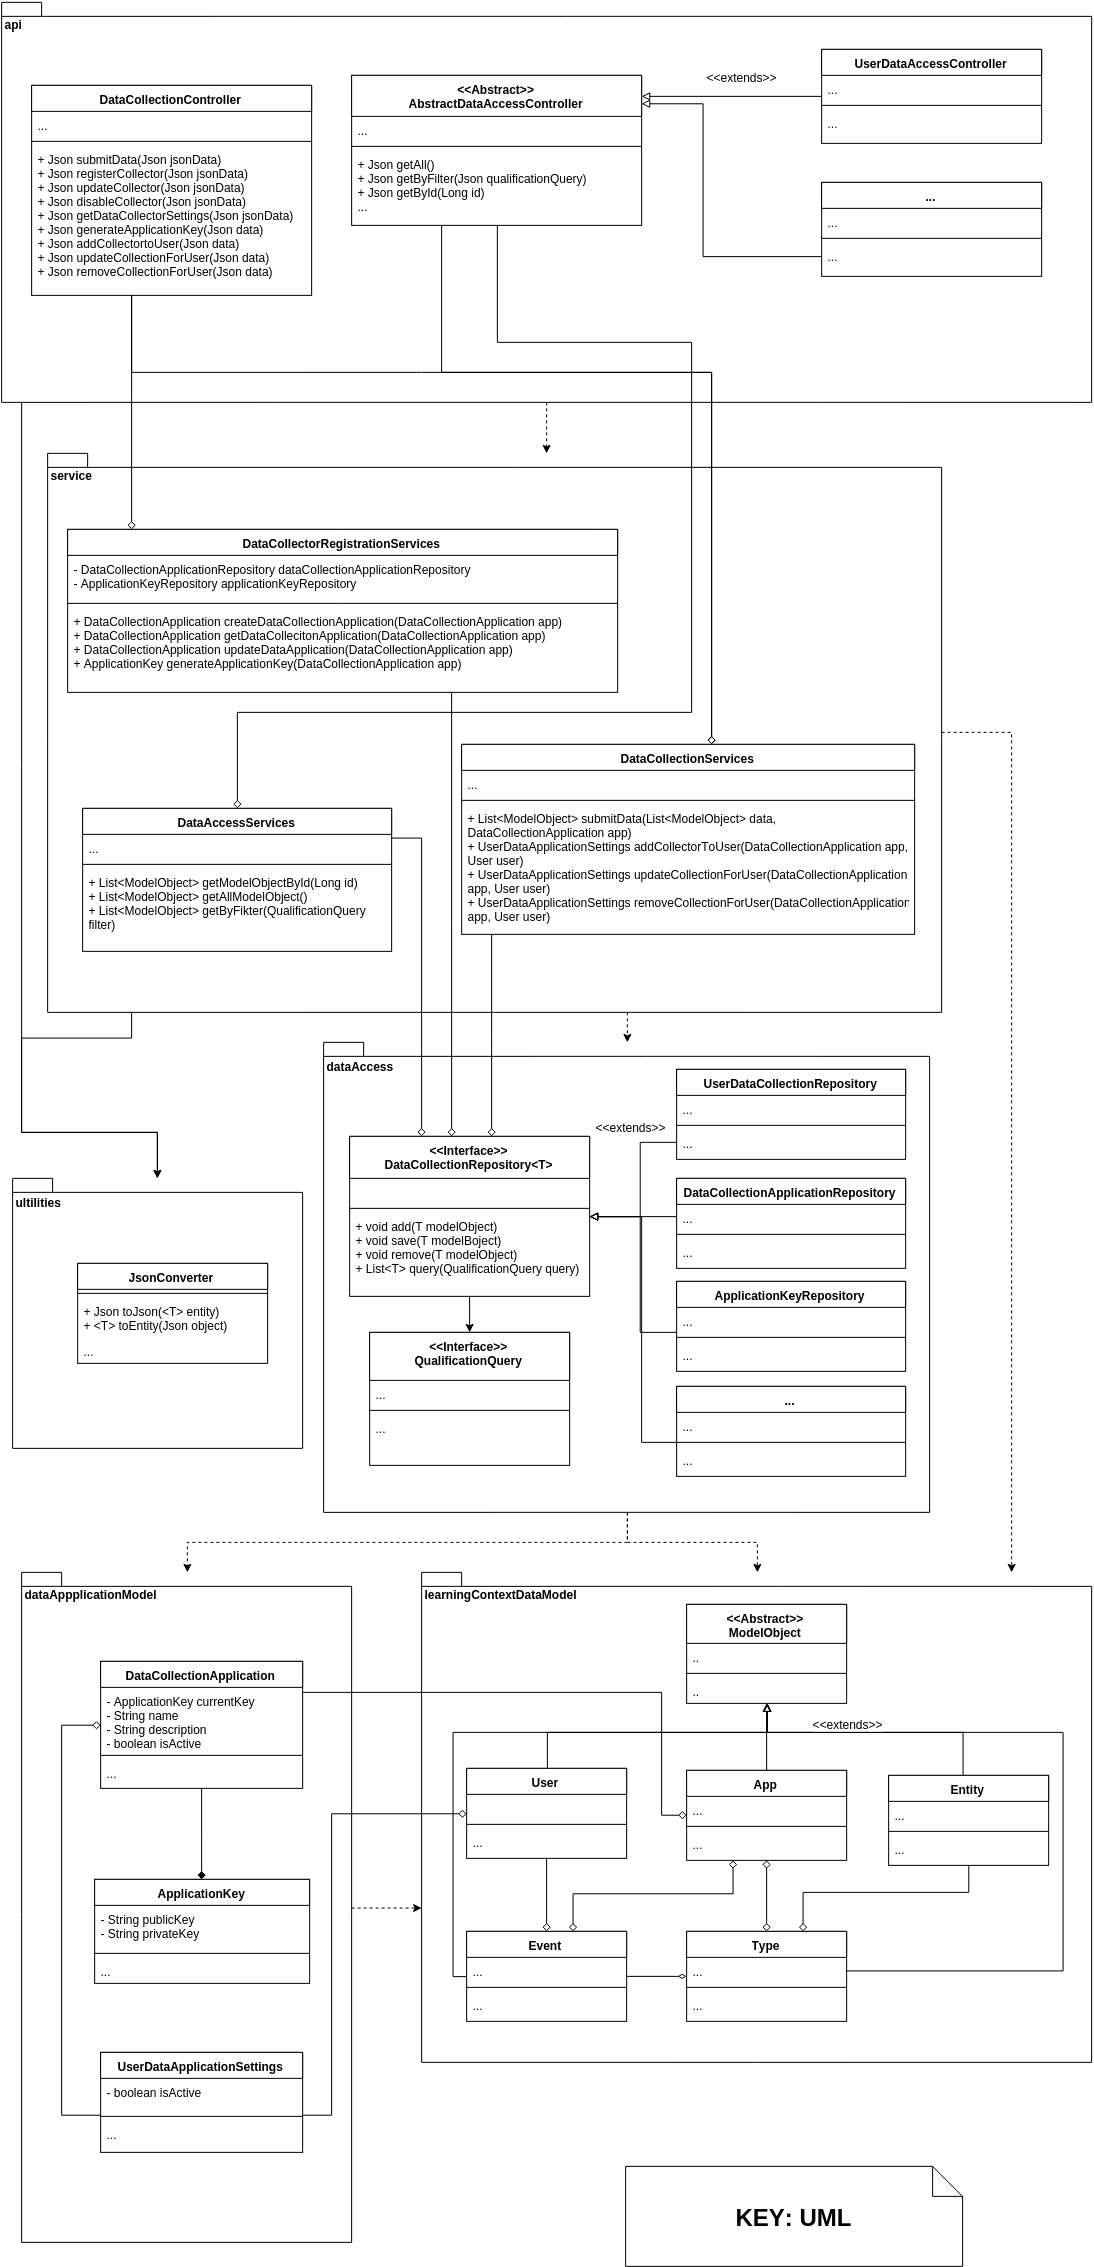 api
DataCollectionController
...
+ Json submitData(Json jsonData)
+ Json registerCollector(Json jsonData)
+ Json updateCollector(Json jsonData)
+ Json disableCollector(Json jsonData)
+ Json getDataCollectorSettings(Json jsonData)
+ Json generateApplicationKey(Json data)
+ Json addCollectortoUser(Json data)
+ Json updateCollectionForUser(Json data)
+ Json removeCollectionForUser(Json data)
<<Abstract>>
AbstractDataAccessController
...
+ Json getAll()
+ Json getByFilter(Json qualificationQuery)
+ Json getById(Long id)
...
<<extends>>
UserDataAccessController
...
...
...
...
...
service
DataCollectorRegistrationServices
- DataCollectionApplicationRepository dataCollectionApplicationRepository
- ApplicationKeyRepository applicationKeyRepository
+ DataCollectionApplication createDataCollectionApplication(DataCollectionApplication app)
+ DataCollectionApplication getDataCollecitonApplication(DataCollectionApplication app)
+ DataCollectionApplication updateDataApplication(DataCollectionApplication app)
+ ApplicationKey generateApplicationKey(DataCollectionApplication app)
DataAccessServices
...
+ List<ModelObject> getModelObjectById(Long id)
+ List<ModelObject> getAllModelObject()
+ List<ModelObject> getByFikter(QualificationQuery
filter)
DataCollectionServices
...
+ List<ModelObject> submitData(List<ModelObject> data,
DataCollectionApplication app)
+ UserDataApplicationSettings addCollectorToUser(DataCollectionApplication app,
User user)
+ UserDataApplicationSettings updateCollectionForUser(DataCollectionApplication
app, User user)
+ UserDataApplicationSettings removeCollectionForUser(DataCollectionApplication
app, User user)
dataAccess
<<Interface>>
DataCollectionRepository<T>
+ void add(T modelObject)
+ void save(T modelBoject)
+ void remove(T modelObject)
+ List<T> query(QualificationQuery query)
<<Interface>>
QualificationQuery
...
...
<<extends>>
UserDataCollectionRepository
...
...
DataCollectionApplicationRepository
...
...
ApplicationKeyRepository
...
...
...
...
...
ultilities
JsonConverter
+ Json toJson(<T> entity)
+ <T> toEntity(Json object)
...
dataAppplicationModel
DataCollectionApplication
- ApplicationKey currentKey
- String name
- String description
- boolean isActive
...
ApplicationKey
- String publicKey
- String privateKey
...
UserDataApplicationSettings
- boolean isActive
...
learningContextDataModel
<<Abstract>>
ModelObject
..
..
<<extends>>
User
...
App
...
...
Entity
...
...
Event
...
...
Type
...
...
KEY: UML